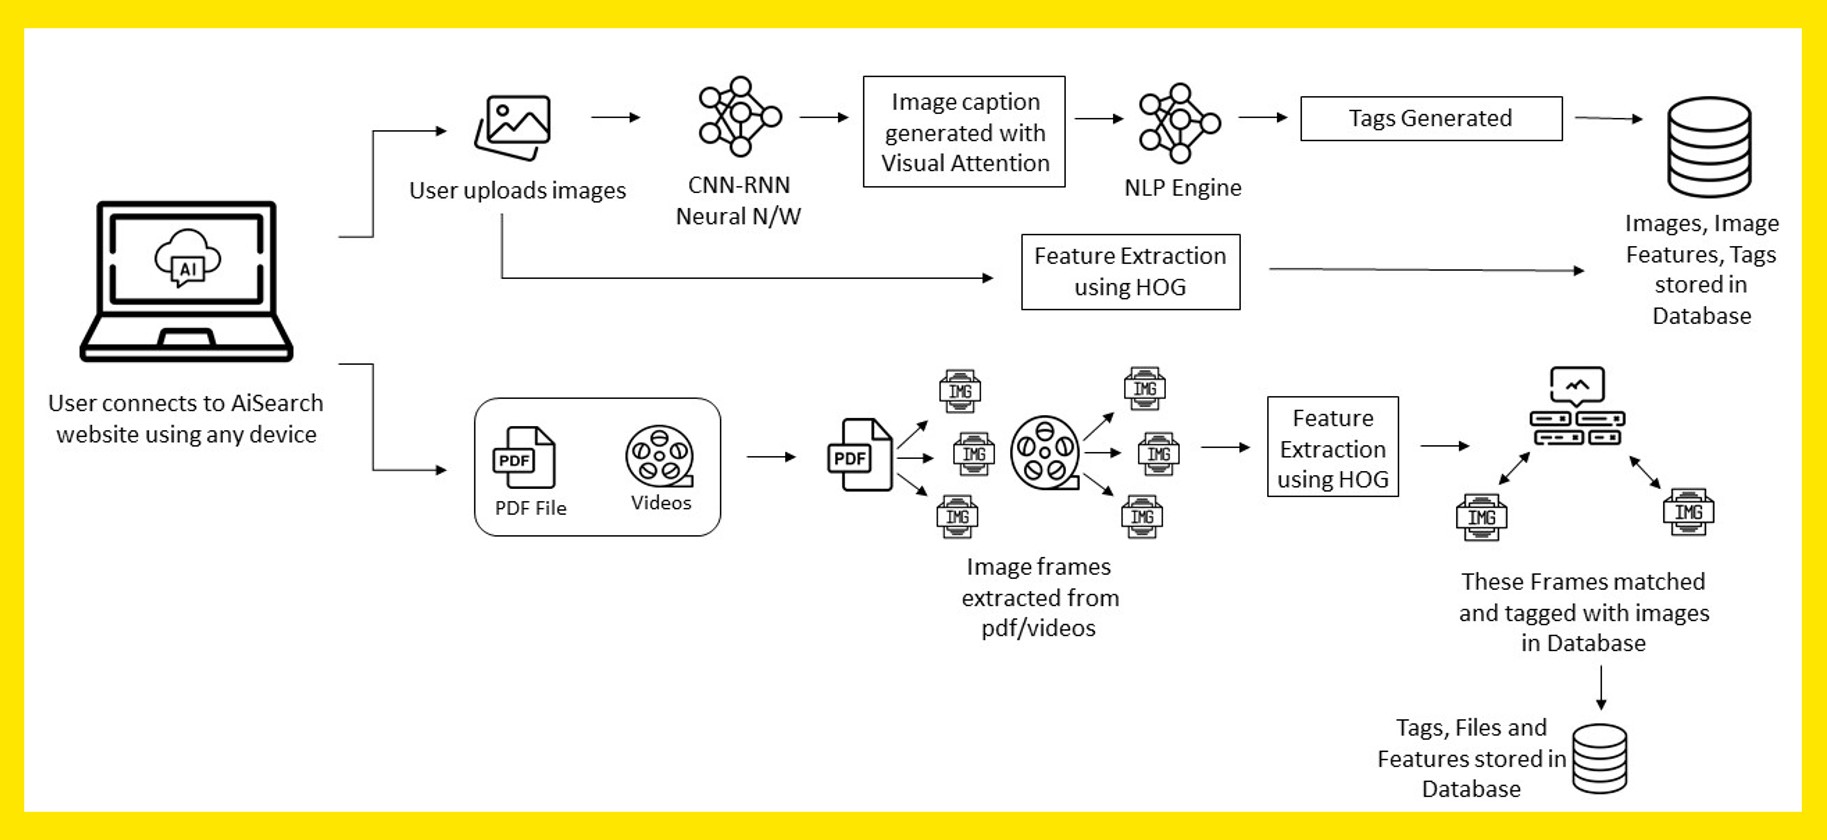 User uploads images
CNN-RNN
Neural N/W
Image caption
generated with
Visual Attention
NLP Engine
Tags Generated
Images, Image
Features, Tags
stored in
Database
Feature Extraction
using HOG
AI
User connects to AiSearch
website using any device
PDF
PDF File
Videos
PDF
IMG
IMG
IMG
IMG
IMG
IMG
Image frames
extracted from
pdf/videos
Feature
Extraction
using HOG
IMG
IMG
These Frames matched
and tagged with images
in Database
Tags, Files and
Features stored in
Database